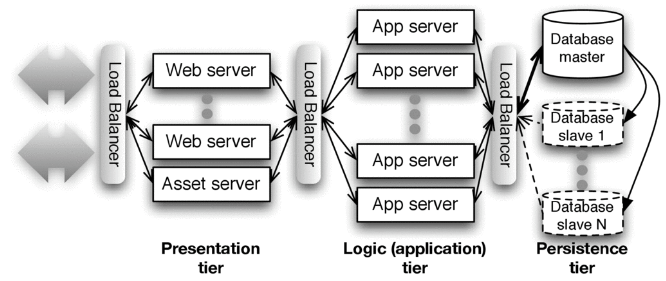 Load Balancer
Web server
Web server
Asset server
Presentation
tier
Load Balancer
App server
App server
App server
App server
Logic (application)
tier
Load Balancer
Database
master
Database
slave 1
Database
slave N
Persistence
tier